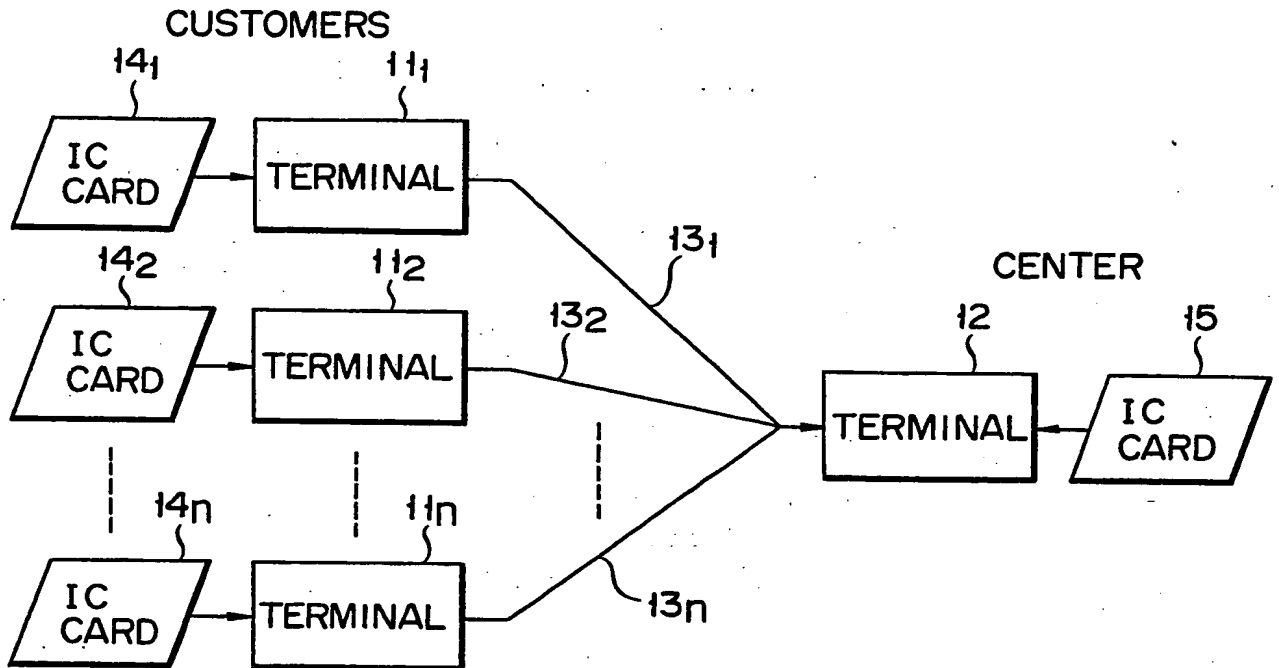 CUSTOMERS
14₁
11₁
IC
CARD
TERMINAL
13₁
14₂
11₂
13₂
CENTER
12
15
IC
CARD
TERMINAL
TERMINAL
IC
CARD
14n
11n
13n
IC
CARD
TERMINAL